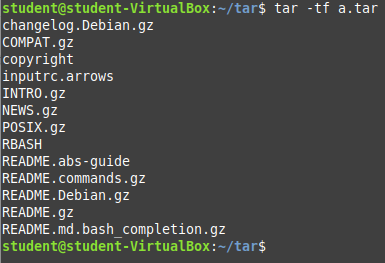 student@student-VirtualBox:~/tar$ tar -tf a.tar
changelog.Debian.gz
COMPAT.gz
copyright
inputrc.arrows
INTRO.gz
NEWS.gz
POSIX.gz
RBASH
README.abs-guide
README.commands.gz
README.Debian.gz
README.gz
README.md.bash_completion.gz
student@student-VirtualBox:~/tar$